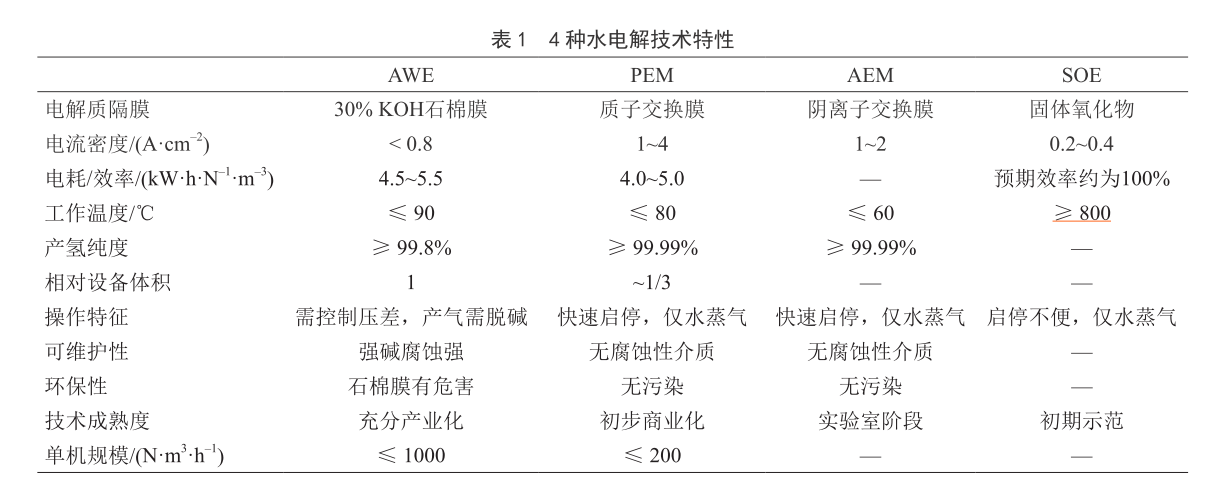 表 1 4 种水电解技术特性
AWE PEM AEM SOE
电解质隔膜 30% KOH石棉膜 质子交换膜 阴离子交换膜 固体氧化物
电流密度/(A·cm⁻²) < 0.8 1~4 1~2 0.2~0.4
电耗/效率/(kW·h·N⁻¹·m⁻³) 4.5~5.5 4.0~5.0 — 预期效率约为100%
工作温度/℃ ≤ 90 ≤ 80 ≤ 60 ≥ 800
产氢纯度 ≥ 99.8% ≥ 99.99% ≥ 99.99% —
相对设备体积 1 ~1/3 — —
操作特征 需控制压差，产气需脱碱 快速启停，仅水蒸气 快速启停，仅水蒸气 启停不便，仅水蒸气
可维护性 强碱腐蚀强 无腐蚀性介质 无腐蚀性介质 —
环保性 石棉膜有危害 无污染 无污染 —
技术成熟度 充分产业化 初步商业化 实验室阶段 初期示范
单机规模/(N·m³·h⁻¹) ≤ 1000 ≤ 200 — —